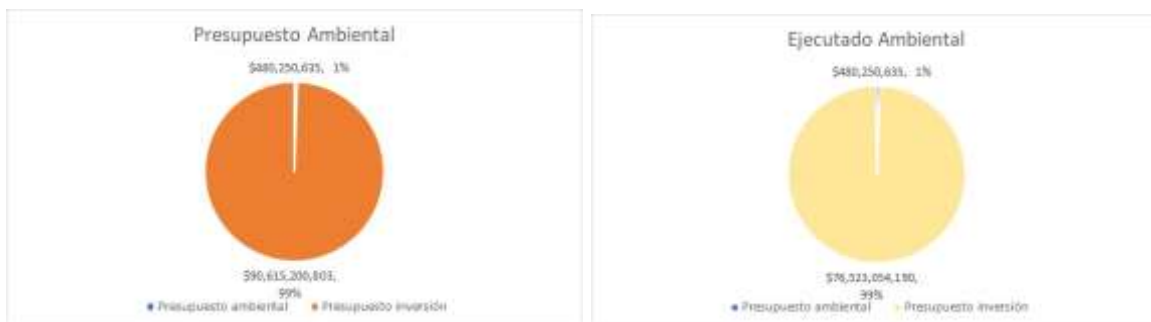 Presupuesto Ambiental
$480,250,635, 1%
$90,615,200,803,
99%
Presupuesto ambiental Presupuesto inversión
Ejecutado Ambiental
$480,250,635, 1%
$76,523,054,190,
99%
Presupuesto ambiental Presupuesto inversión